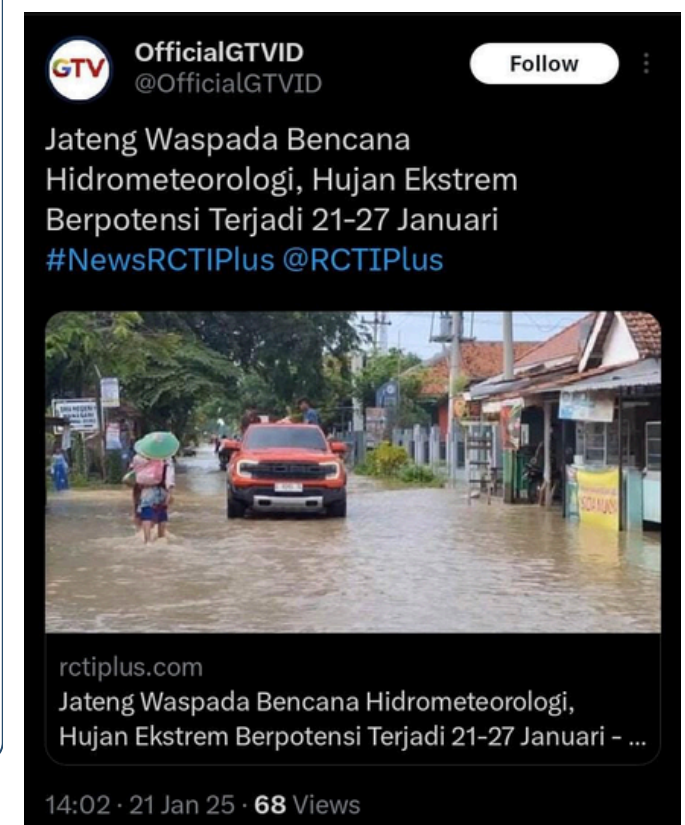 GTV
OfficialGTVID
@OfficialGTVID
Follow
Jateng Waspada Bencana
Hidrometeorologi, Hujan Ekstrem
Berpotensi Terjadi 21-27 Januari
#NewsRCTIPlus @RCTIPlus
rctiplus.com
Jateng Waspada Bencana Hidrometeorologi,
Hujan Ekstrem Berpotensi Terjadi 21-27 Januari - ...
14:02 · 21 Jan 25 · 68 Views